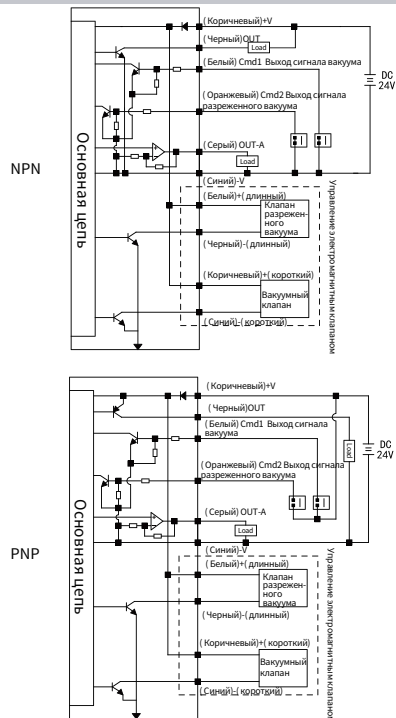 NPN
Основная цепь
(Коричневый)+V
(Черный)OUT
Load
(Белый) Cmd1 Выход сигнала вакуума
DC
24V
(Оранжевый) Cmd2 Выход сигнала
разреженного вакуума
(Серый) OUT-A
Load
(Синий)-V
(Белый)+(длинный)
Клапан
разрежен-
ного
вакуума
(Черный)-(длинный)
(Коричневый)+(короткий)
Вакуумный
клапан
(Синий)-(короткий)
Управление электромагнитным клапаном
PNP
Основная цепь
(Коричневый)+V
(Черный)OUT
(Белый) Cmd1 Выход сигнала
вакуума
Load
DC
24V
(Оранжевый) Cmd2 Выход сигнала
разреженного вакуума
(Серый) OUT-A
Load
(Синий)-V
(Белый)+(длинный)
Клапан
разрежен-
ного
вакуума
(Черный)-(длинный)
(Коричневый)+(короткий)
Вакуумный
клапан
(Синий)-(короткий)
Управление электромагнитным клапаном